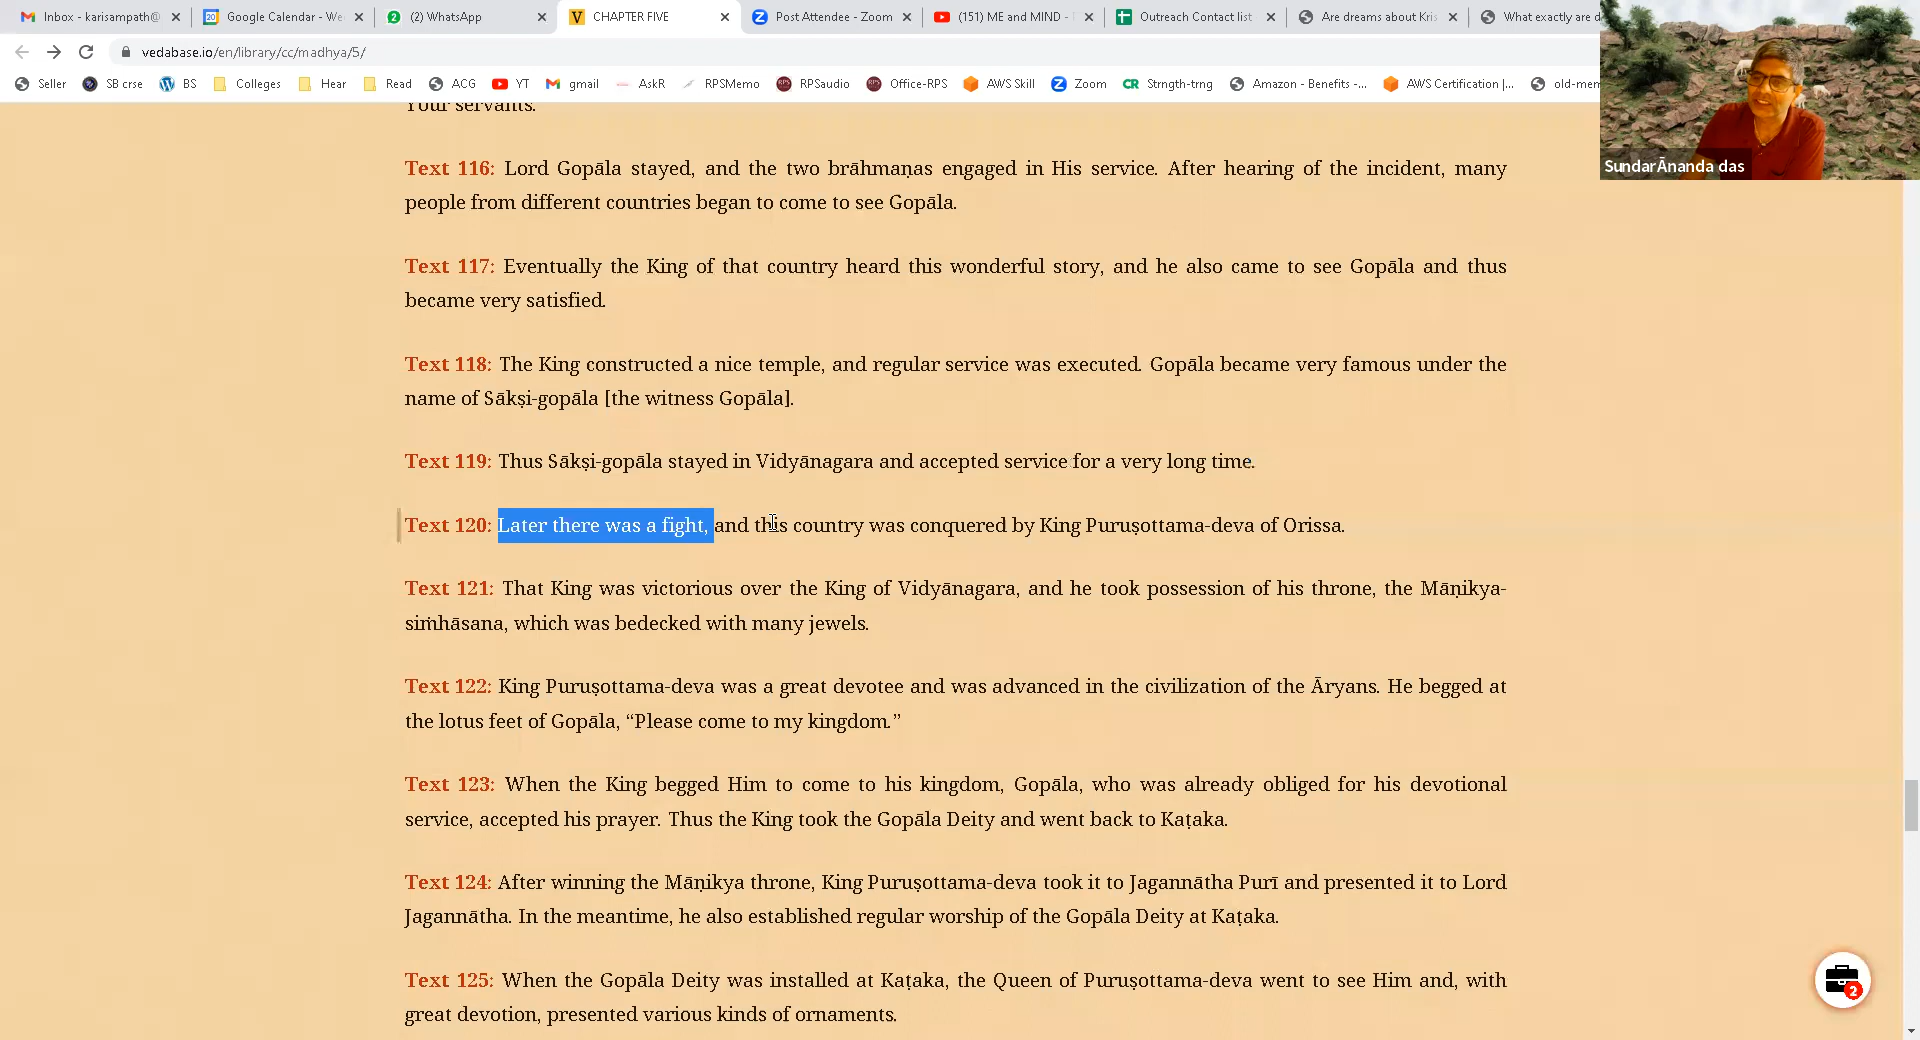 Inbox - karisampath@
Google Calendar - We
(2) WhatsApp
CHAPTER FIVE
Post Attendee - Zoom
(151) ME and MIND -
Outreach Contact list
Are dreams about Kris
What exactly are d
vedabase.io/en/library/cc/madhya/5/
Seller
SB crse
BS
Colleges
Hear
Read
ACG
YT
gmail
AskR
RPSMemo
RPSaudio
Office-RPS
AWS Skill
Zoom
Strngth-trng
Amazon - Benefits -...
AWS Certification |...
old-mem
SundarĀnanda das
Your servants.
Text 116: Lord Gopāla stayed, and the two brāhmaṇas engaged in His service. After hearing of the incident, many
people from different countries began to come to see Gopāla.
Text 117: Eventually the King of that country heard this wonderful story, and he also came to see Gopāla and thus
became very satisfied.
Text 118: The King constructed a nice temple, and regular service was executed. Gopāla became very famous under the
name of Sākṣi-gopāla [the witness Gopāla].
Text 119: Thus Sākṣi-gopāla stayed in Vidyānagara and accepted service for a very long time.
Text 120: Later there was a fight, and this country was conquered by King Puruṣottama-deva of Orissa.
Text 121: That King was victorious over the King of Vidyānagara, and he took possession of his throne, the Māṇikya-
siṁhāsana, which was bedecked with many jewels.
Text 122: King Puruṣottama-deva was a great devotee and was advanced in the civilization of the Āryans. He begged at
the lotus feet of Gopāla, “Please come to my kingdom.”
Text 123: When the King begged Him to come to his kingdom, Gopāla, who was already obliged for his devotional
service, accepted his prayer. Thus the King took the Gopāla Deity and went back to Kaṭaka.
Text 124: After winning the Māṇikya throne, King Puruṣottama-deva took it to Jagannātha Purī and presented it to Lord
Jagannātha. In the meantime, he also established regular worship of the Gopāla Deity at Kaṭaka.
Text 125: When the Gopāla Deity was installed at Kaṭaka, the Queen of Puruṣottama-deva went to see Him and, with
great devotion, presented various kinds of ornaments.
2